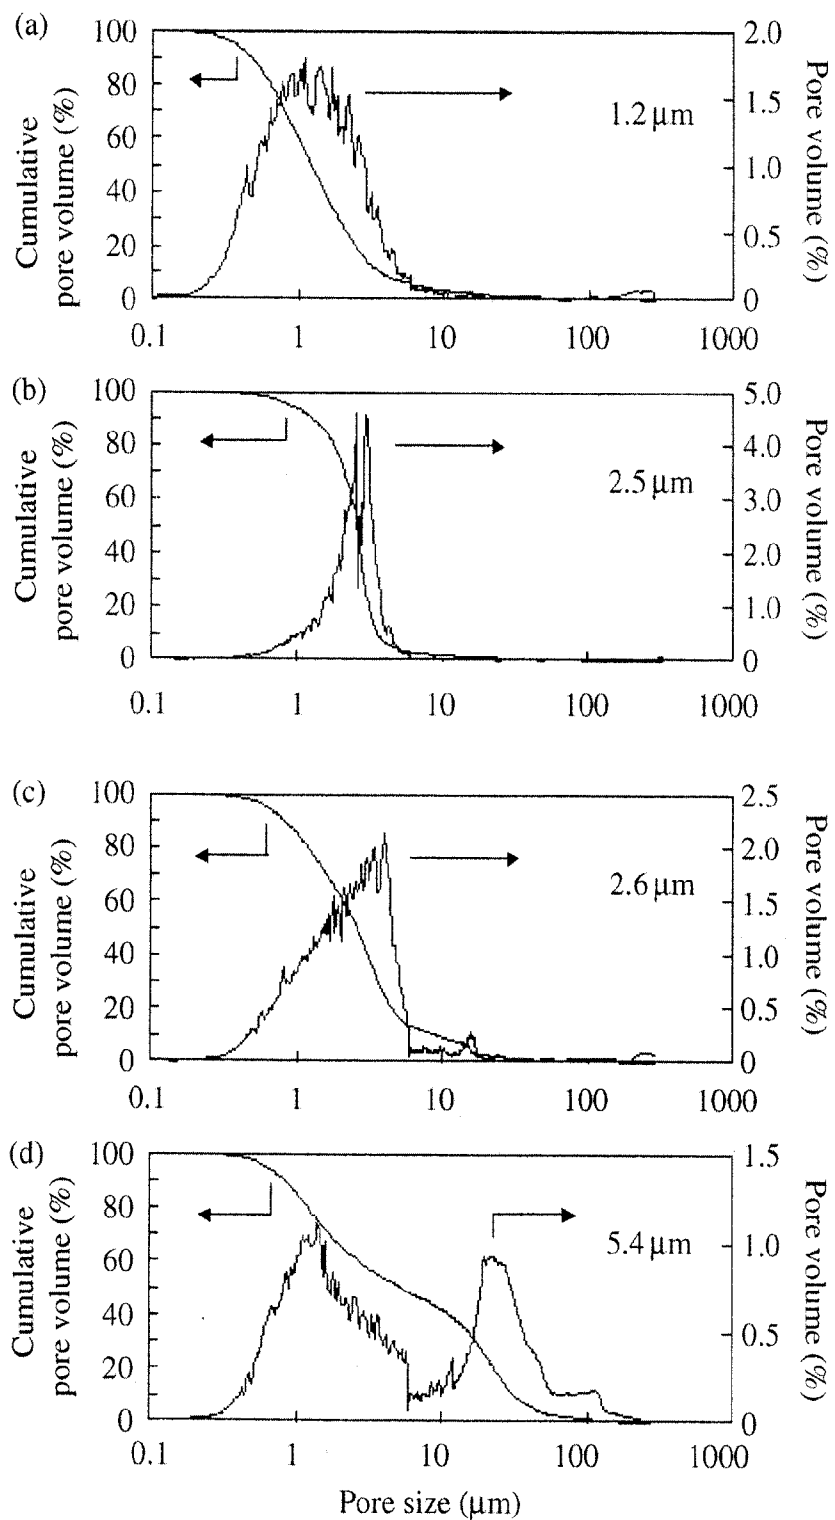 (a)
Cumulative
pore volume (%)
100
80
60
40
20
0
2.0
1.5
1.0
0.5
0
Pore volume (%)
1.2 μm
0.1 1 10 100 1000
(b)
Cumulative
pore volume (%)
100
80
60
40
20
0
5.0
4.0
3.0
2.0
1.0
0
Pore volume (%)
2.5 μm
0.1 1 10 100 1000
(c)
Cumulative
pore volume (%)
100
80
60
40
20
0
2.5
2.0
1.5
1.0
0.5
0
Pore volume (%)
2.6 μm
0.1 1 10 100 1000
(d)
Cumulative
pore volume (%)
100
80
60
40
20
0
1.5
1.0
0.5
0
Pore volume (%)
5.4 μm
0.1 1 10 100 1000
Pore size (μm)